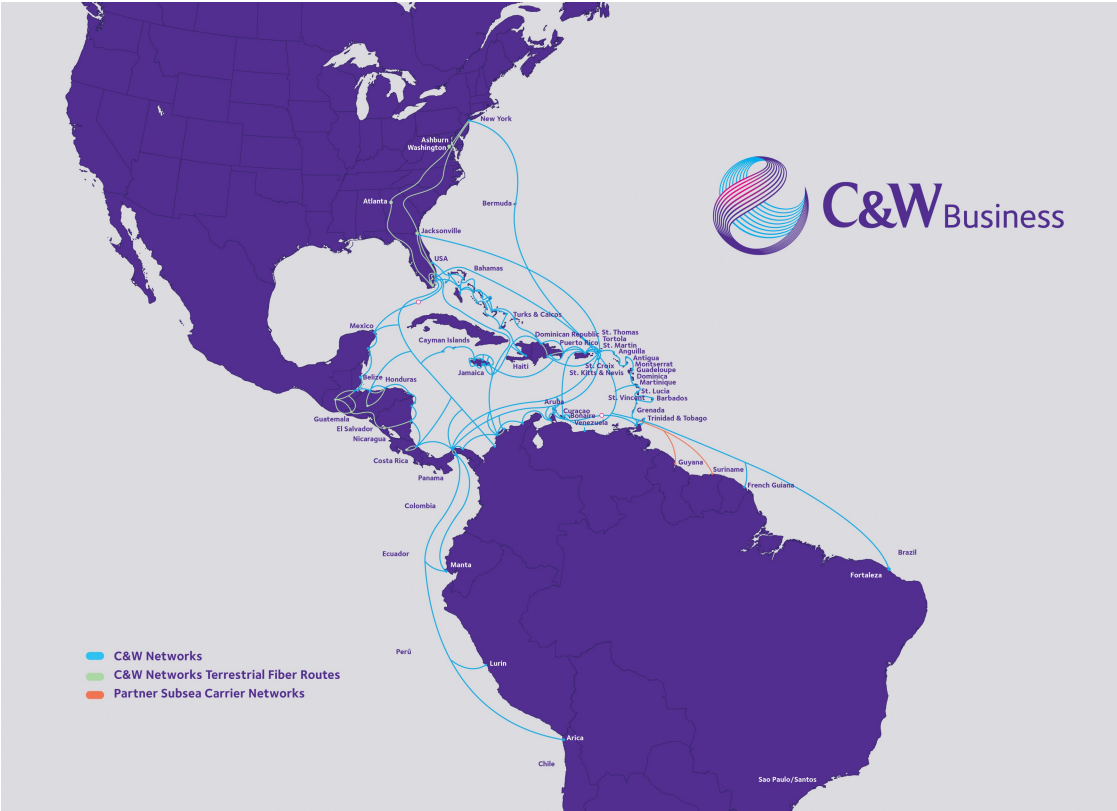 New York
Ashburn
Washington
Atlanta
Bermuda
Jacksonville
USA
Bahamas
C&W Business
Turks & Caicos
Mexico
Cayman Islands
Dominican Republic
St. Thomas
Tortola
Puerto Rico
St. Martin
Anguilla
Antigua
Montserrat
Guadeloupe
Dominica
Martinique
St. Croix
St. Kitts & Nevis
Haiti
Jamaica
Belize
Honduras
St. Lucia
St. Vincent
Barbados
Aruba
Curacao
Bonaire
Venezuela
Grenada
Trinidad & Tobago
Guatemala
El Salvador
Nicaragua
Costa Rica
Panama
Guyana
Suriname
French Guiana
Colombia
Ecuador
Manta
Brazil
Fortaleza
Perú
Lurin
C&W Networks
C&W Networks Terrestrial Fiber Routes
Partner Subsea Carrier Networks
Arica
Chile
Sao Paulo/Santos